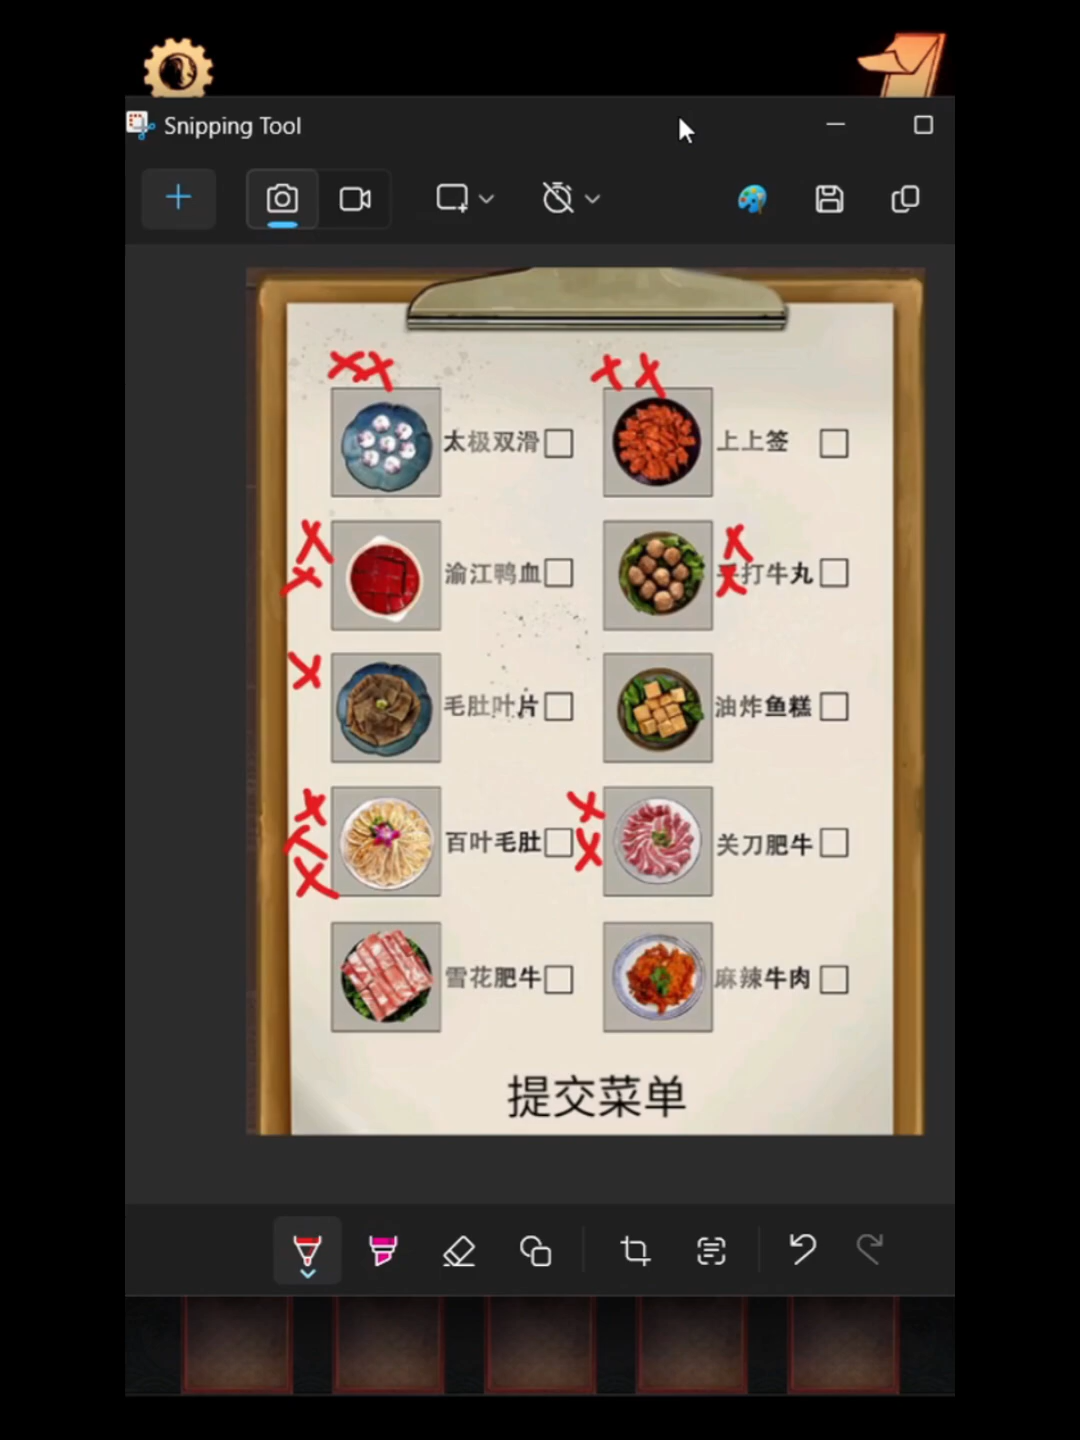 Snipping Tool
太极双滑
上上签
渝江鸭血
手打牛丸
毛肚叶片
油炸鱼糕
百叶毛肚
关刀肥牛
雪花肥牛
麻辣牛肉
提交菜单